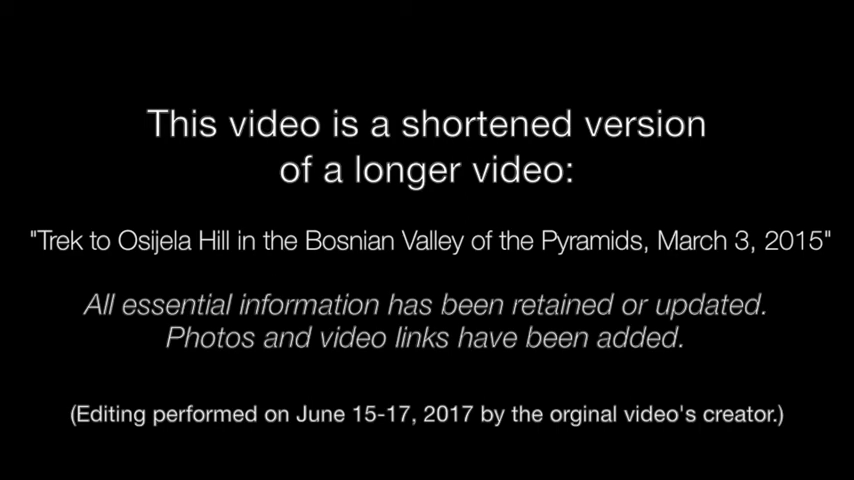 This video is a shortened version
of a longer video:
"Trek to Osijela Hill in the Bosnian Valley of the Pyramids, March 3, 2015"
All essential information has been retained or updated.
Photos and video links have been added.
(Editing performed on June 15-17, 2017 by the orginal video's creator.)